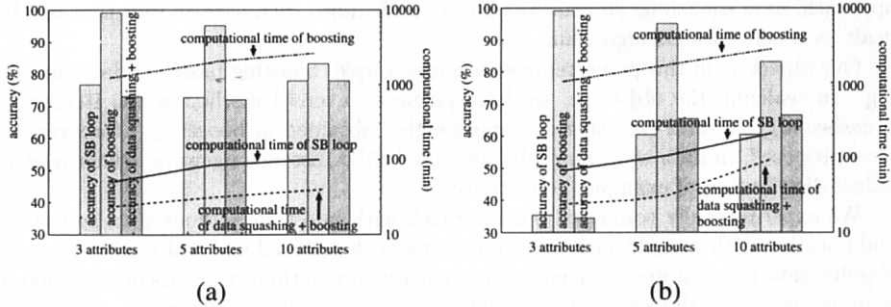 accuracy (%)
100
90
80
70
60
50
40
30
accuracy of SB loop
accuracy of boosting
accuracy of data squashing + boosting
computational time of boosting
computational time of SB loop
computational time
of data squashing + boosting
10000
1000
100
10
computational time (min)
3 attributes
5 attributes
10 attributes
(a)
accuracy (%)
100
90
80
70
60
50
40
30
accuracy of SB loop
accuracy of boosting
accuracy of data squashing + boosting
computational time of boosting
computational time of SB loop
computational time of
data squashing +
boosting
10000
1000
100
10
computational time (min)
3 attributes
5 attributes
10 attributes
(b)